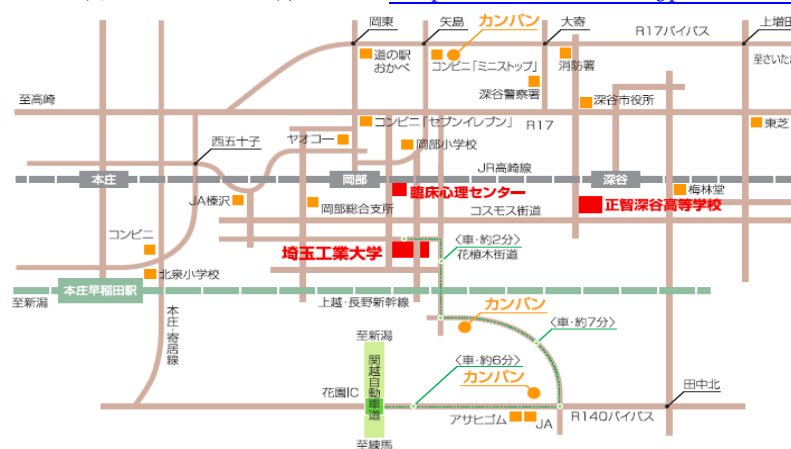 岡東
矢島
カンバン
大寄
R17バイパス
上増田
道の駅
おかべ
コンビニ「ミニストップ」
消防署
至さいたま
深谷警察署
至高崎
深谷市役所
コンビニ「セブンイレブン」
R17
東芝
西五十子
ヤオコー
岡部小学校
JR高崎線
本庄
岡部
深谷
臨床心理センター
梅林堂
JA榛沢
岡部総合支所
コスモス街道
正智深谷高等学校
コンビニ
〈車・約2分〉
埼玉工業大学
花植木街道
北泉小学校
本庄早稲田駅
至新潟
上越・長野新幹線
カンバン
本庄・寄居線
至新潟
〈車・約7分〉
関越自動車道
〈車・約6分〉
カンバン
花園IC
田中北
アサヒゴム
JA
R140バイパス
至練馬